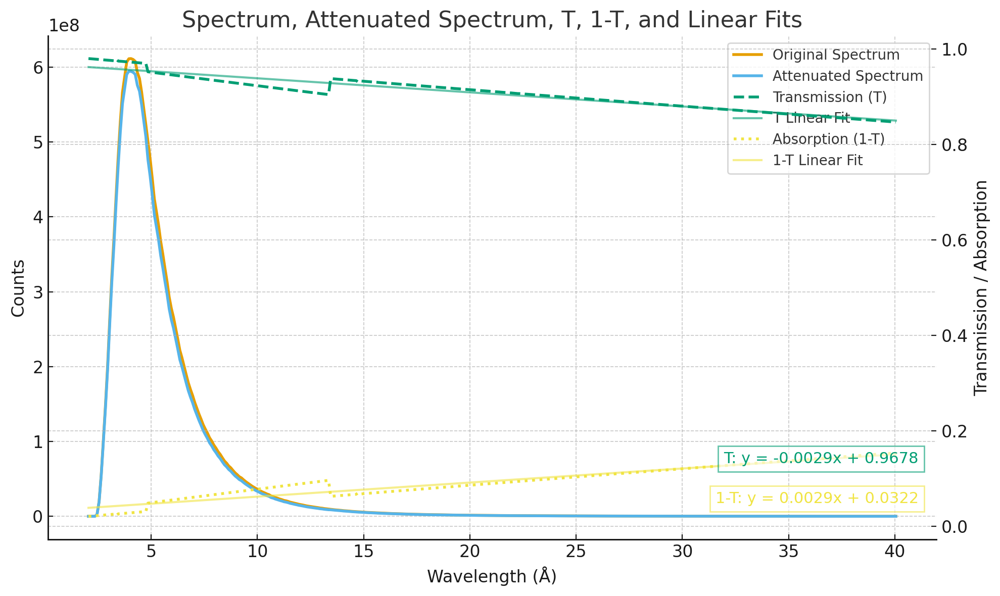 Spectrum, Attenuated Spectrum, T, 1-T, and Linear Fits
1e8
Original Spectrum
Attenuated Spectrum
Transmission (T)
T Linear Fit
Absorption (1-T)
1-T Linear Fit
6
5
4
3
2
1
0
Counts
1.0
0.8
0.6
0.4
0.2
0.0
Transmission / Absorption
T: y = -0.0029x + 0.9678
1-T: y = 0.0029x + 0.0322
5 10 15 20 25 30 35 40
Wavelength (Å)